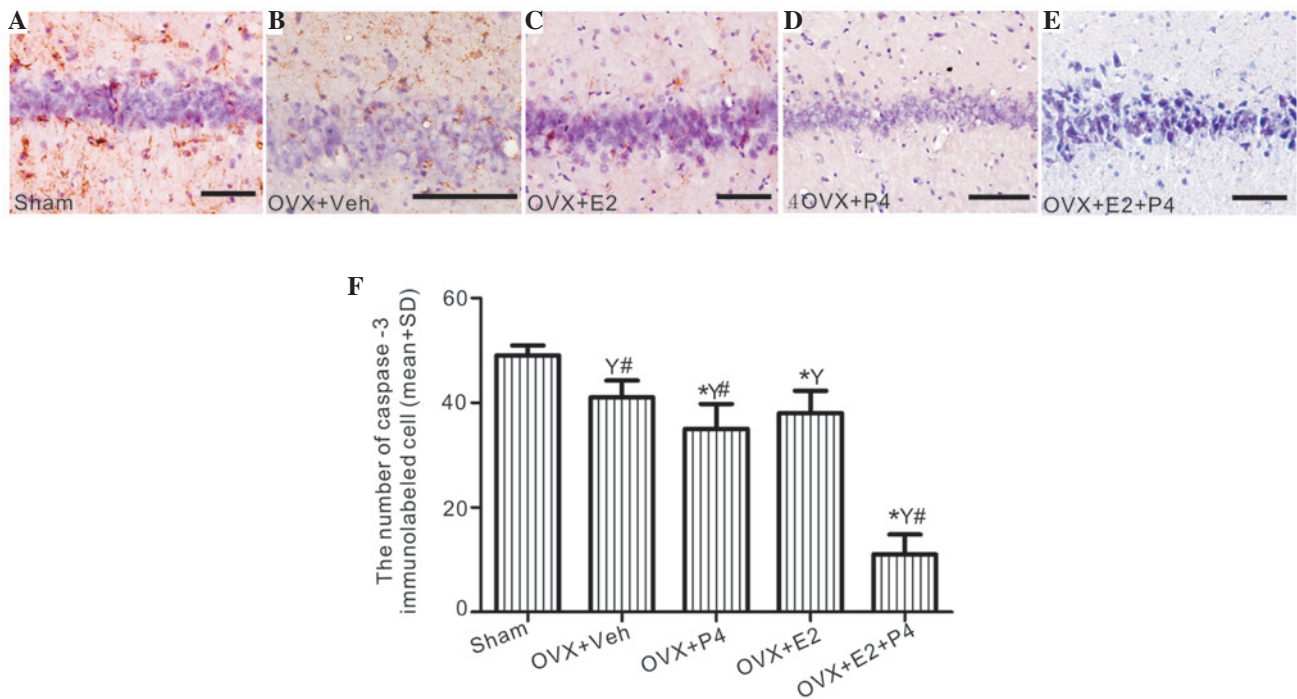 A
B
C
D
E
Sham
OVX+Veh
OVX+E2
4OVX+P4
OVX+E2+P4
F
The number of caspase -3
immunolabeled cell (mean+SD)
60
40
20
0
Y#
*Y#
*Y
*Y#
Sham
OVX+Veh
OVX+P4
OVX+E2
OVX+E2+P4